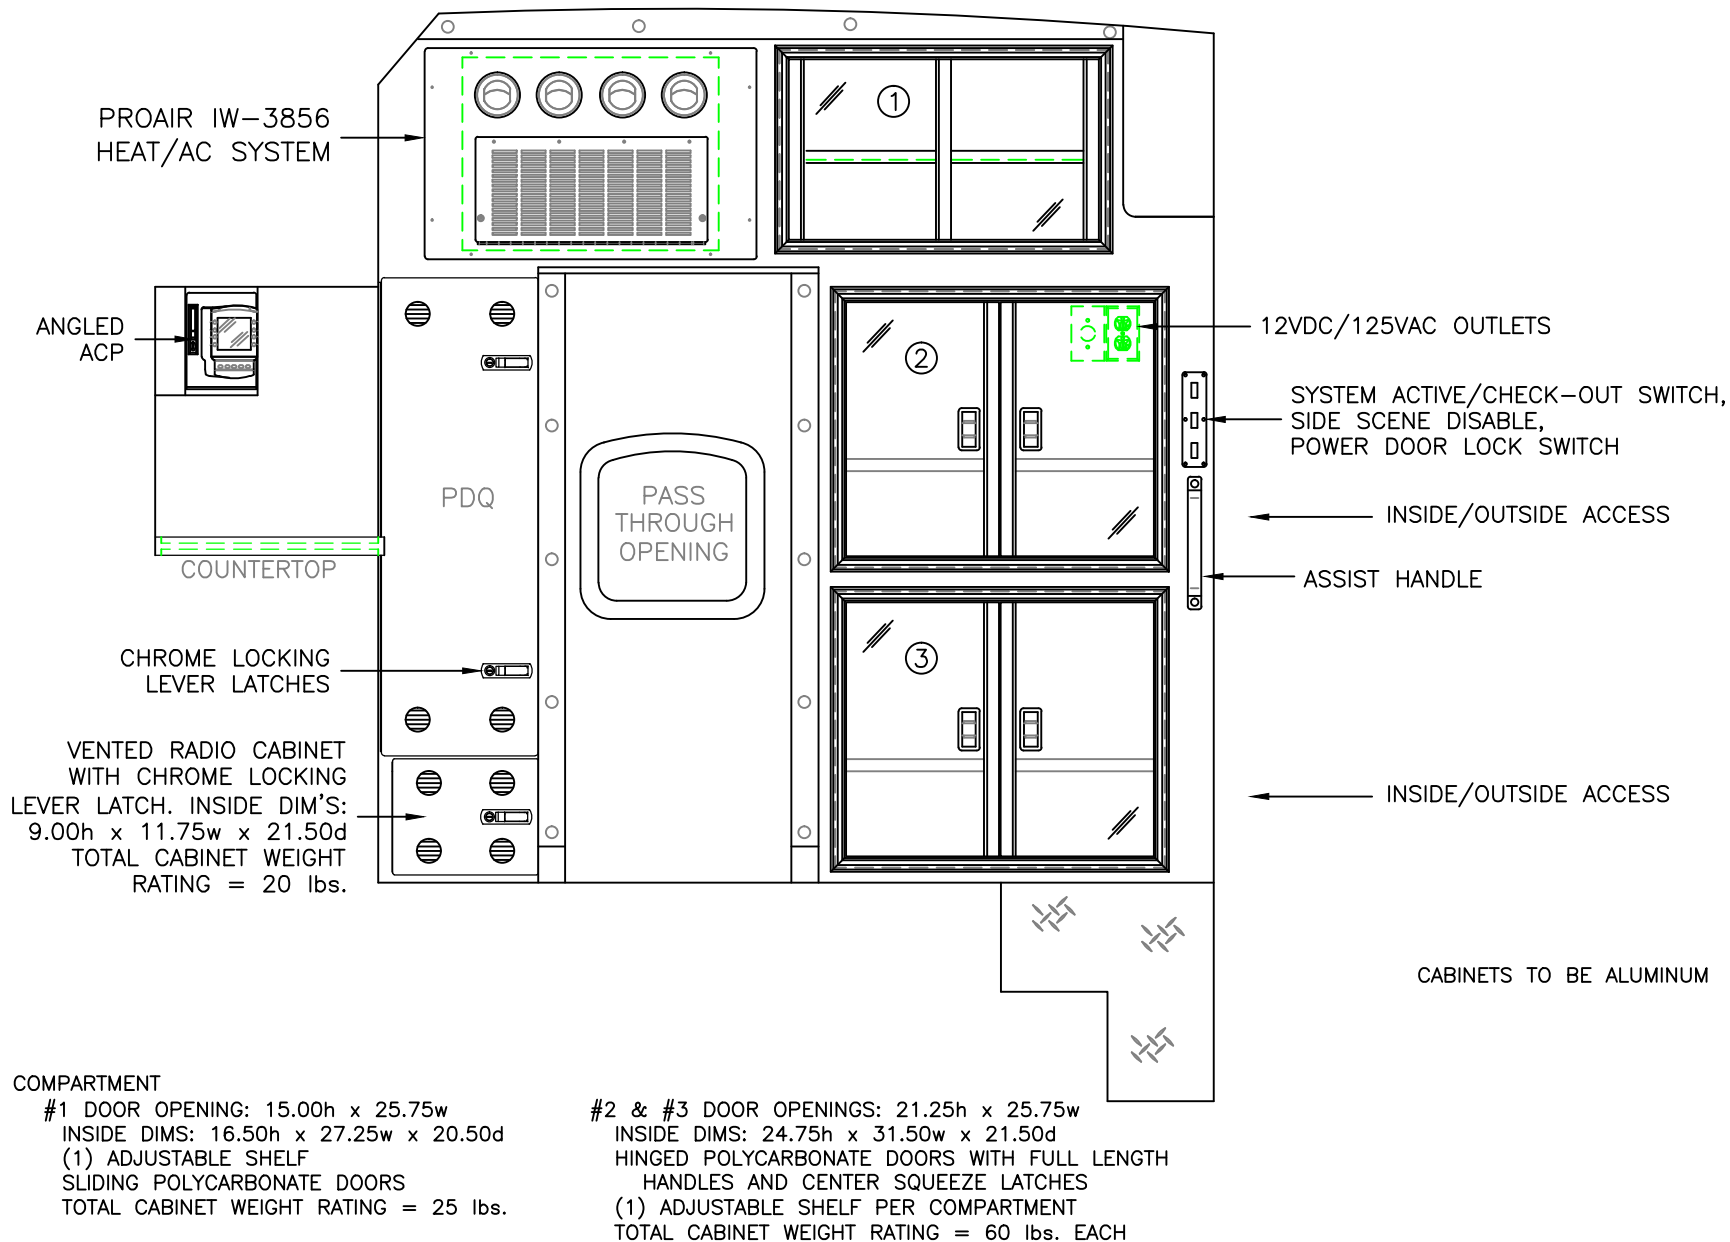 PROAIR IW-3856
HEAT/AC SYSTEM
1
ANGLED
ACP
2
12VDC/125VAC OUTLETS
SYSTEM ACTIVE/CHECK-OUT SWITCH,
SIDE SCENE DISABLE,
POWER DOOR LOCK SWITCH
PDQ
PASS
THROUGH
OPENING
INSIDE/OUTSIDE ACCESS
COUNTERTOP
ASSIST HANDLE
CHROME LOCKING
LEVER LATCHES
3
VENTED RADIO CABINET
WITH CHROME LOCKING
LEVER LATCH. INSIDE DIM'S:
9.00h x 11.75w x 21.50d
TOTAL CABINET WEIGHT
RATING = 20 lbs.
INSIDE/OUTSIDE ACCESS
CABINETS TO BE ALUMINUM
COMPARTMENT
#1 DOOR OPENING: 15.00h x 25.75w
INSIDE DIMS: 16.50h x 27.25w x 20.50d
(1) ADJUSTABLE SHELF
SLIDING POLYCARBONATE DOORS
TOTAL CABINET WEIGHT RATING = 25 lbs.
#2 & #3 DOOR OPENINGS: 21.25h x 25.75w
INSIDE DIMS: 24.75h x 31.50w x 21.50d
HINGED POLYCARBONATE DOORS WITH FULL LENGTH
HANDLES AND CENTER SQUEEZE LATCHES
(1) ADJUSTABLE SHELF PER COMPARTMENT
TOTAL CABINET WEIGHT RATING = 60 lbs. EACH